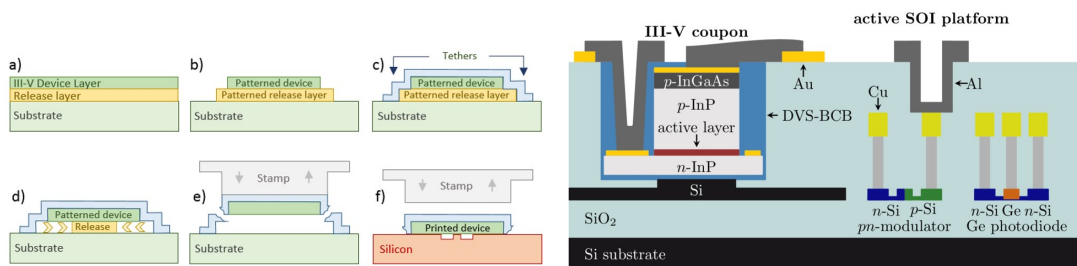 a)
III-V Device Layer
Release layer
Substrate
b)
Patterned device
Patterned release layer
Substrate
c)
Tethers
Patterned device
Patterned release layer
Substrate
d)
Patterned device
Release
Substrate
e)
Stamp
Substrate
f)
Stamp
Printed device
Silicon
III-V coupon
active SOI platform
p-InGaAs
p-InP
active layer
n-InP
Si
Au
DVS-BCB
Al
Cu
n-Si p-Si
pn-modulator
n-Si Ge n-Si
Ge photodiode
SiO₂
Si substrate